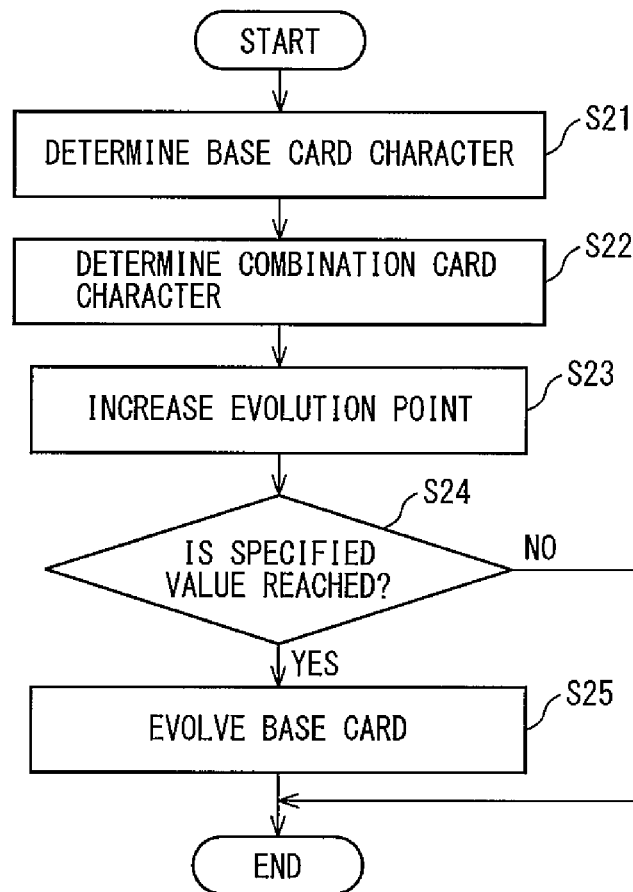 START
S21
DETERMINE BASE CARD CHARACTER
S22
DETERMINE COMBINATION CARD
CHARACTER
S23
INCREASE EVOLUTION POINT
S24
IS SPECIFIED
VALUE REACHED?
NO
YES
S25
EVOLVE BASE CARD
END